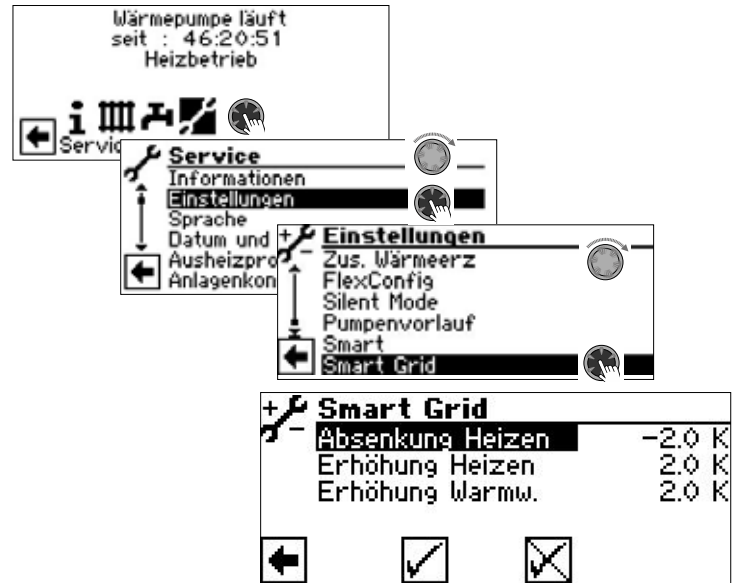 Wärmepumpe läuft
seit : 46:20:51
Heizbetrieb
Servic
Service
Informationen
Einstellungen
Sprache
Datum und
Ausheizpro
Anlagenkon
Einstellungen
Zus. Wärmeerz
FlexConfig
Silent Mode
Pumpenvorlauf
Smart
Smart Grid
Smart Grid
Absenkung Heizen -2.0 K
Erhöhung Heizen 2.0 K
Erhöhung Warmw. 2.0 K